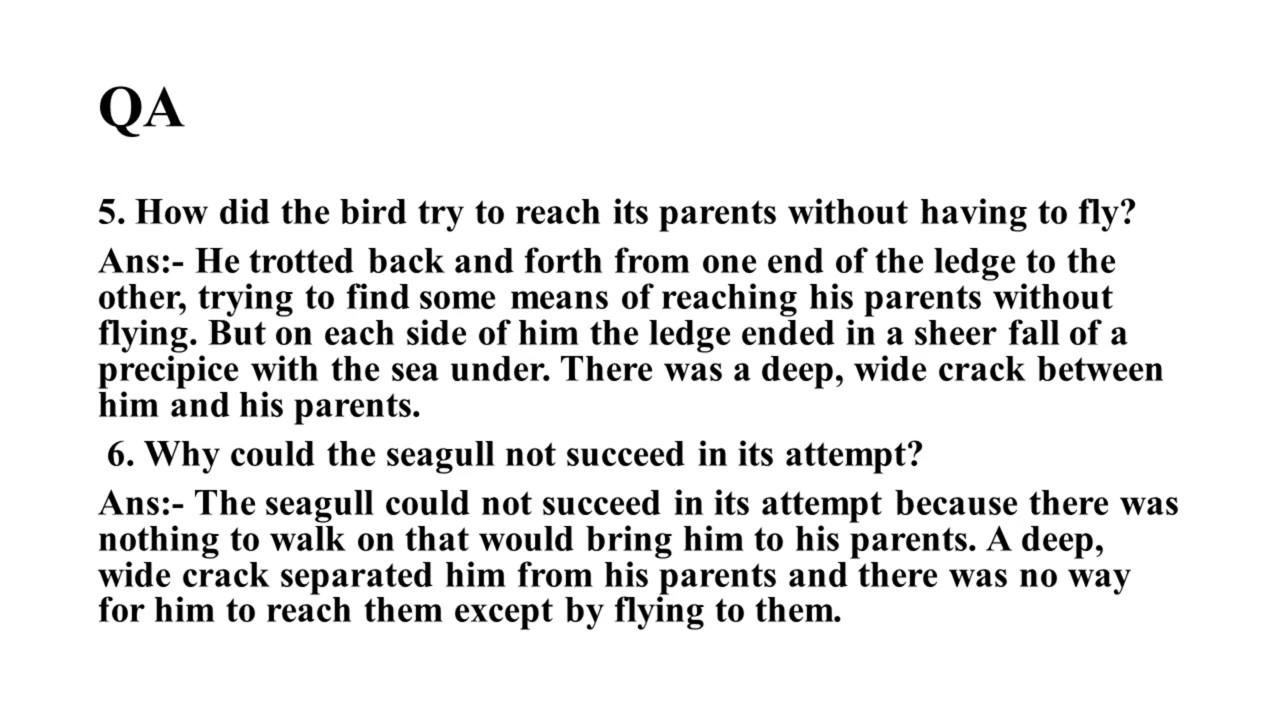 QA
5. How did the bird try to reach its parents without having to fly?
Ans:- He trotted back and forth from one end of the ledge to the
other, trying to find some means of reaching his parents without
flying. But on each side of him the ledge ended in a sheer fall of a
precipice with the sea under. There was a deep, wide crack between
him and his parents.
6. Why could the seagull not succeed in its attempt?
Ans:- The seagull could not succeed in its attempt because there was
nothing to walk on that would bring him to his parents. A deep,
wide crack separated him from his parents and there was no way
for him to reach them except by flying to them.